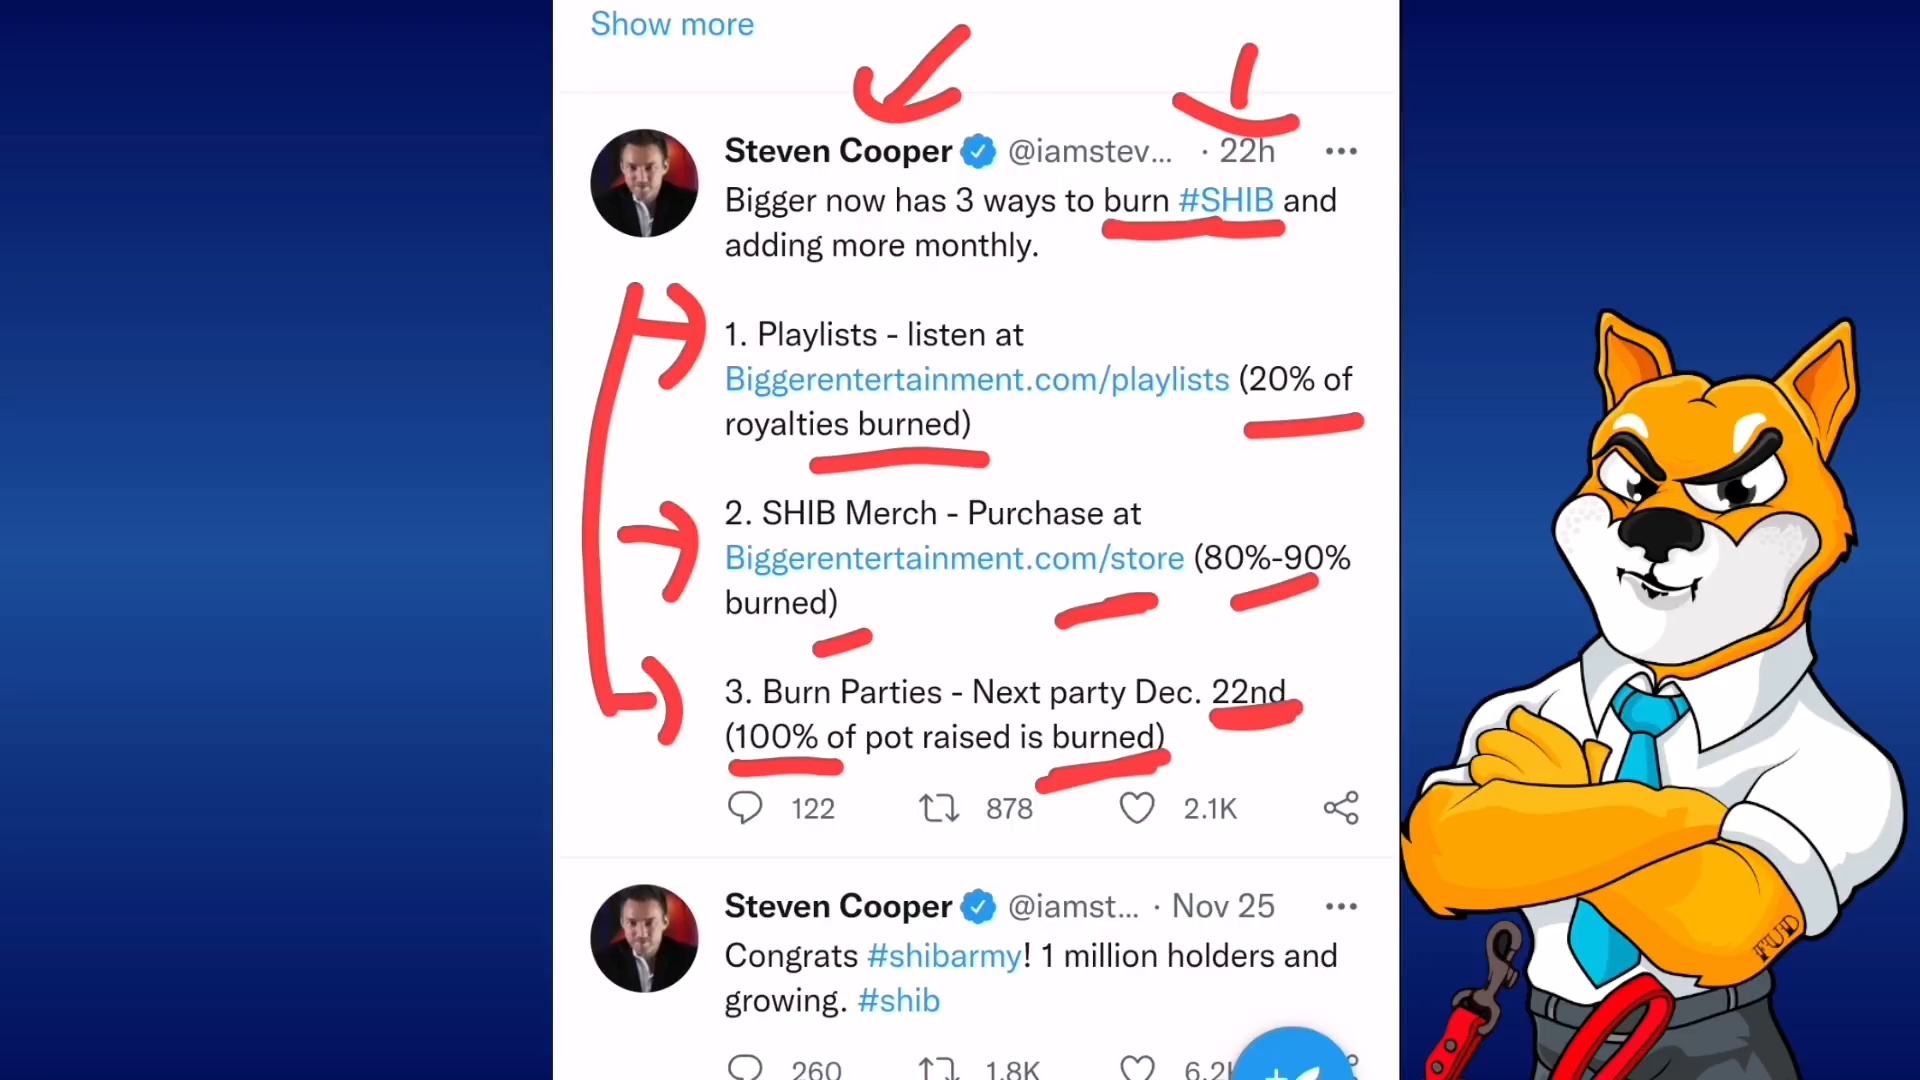 Show more
Steven Cooper @iamstev... · 22h
Bigger now has 3 ways to burn #SHIB and
adding more monthly.
1. Playlists - listen at
Biggerentertainment.com/playlists (20% of
royalties burned)
2. SHIB Merch - Purchase at
Biggerentertainment.com/store (80%-90%
burned)
3. Burn Parties - Next party Dec. 22nd
(100% of pot raised is burned)
122 878 2.1K
Steven Cooper @iamst... · Nov 25
Congrats #shibarmy! 1 million holders and
growing. #shib
260 1.8K
FUD